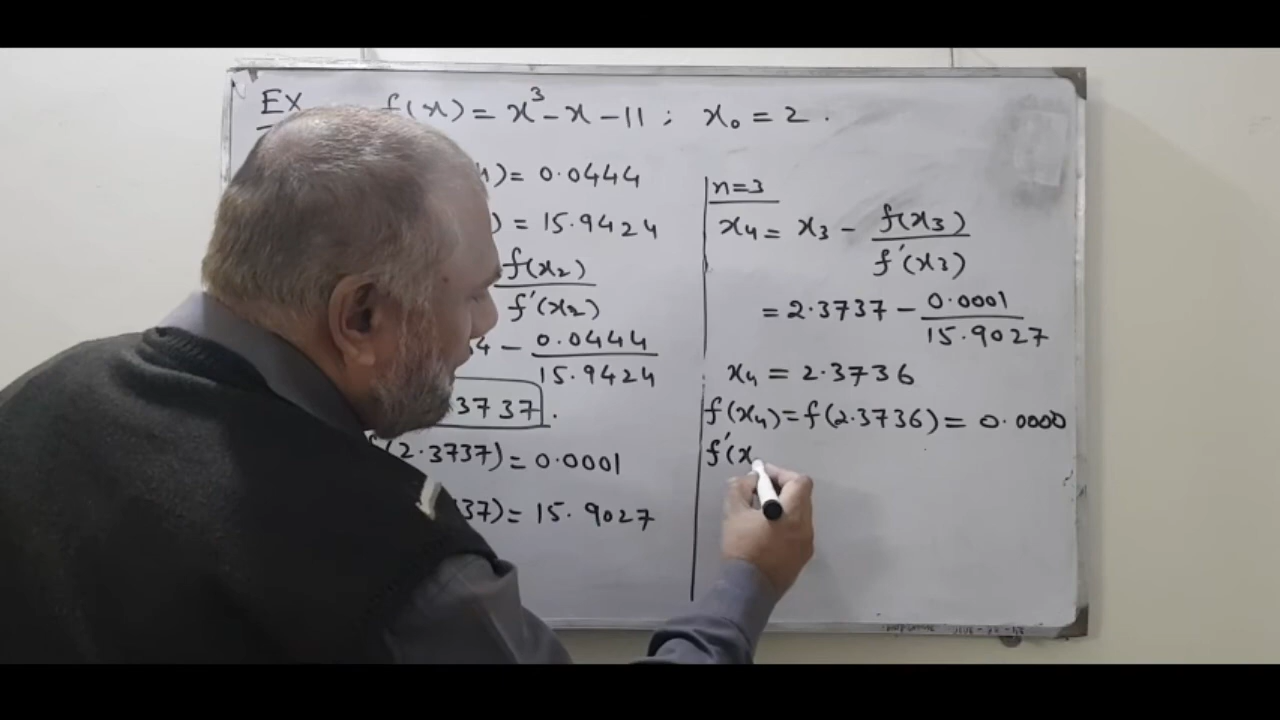 EX f(x) = x³ - x - 11 ; x₀ = 2 .
) = 0.0444
) = 15.9424
f(x₂)
f'(x₂)
4 - 0.0444
15.9424
3737 .
(2.3737) = 0.0001
37) = 15.9027
n=3
x₄ = x₃ - f(x₃)
f'(x₃)
= 2.3737 - 0.0001
15.9027
x₄ = 2.3736
f(x₄) = f(2.3736) = 0.0000
f'(x